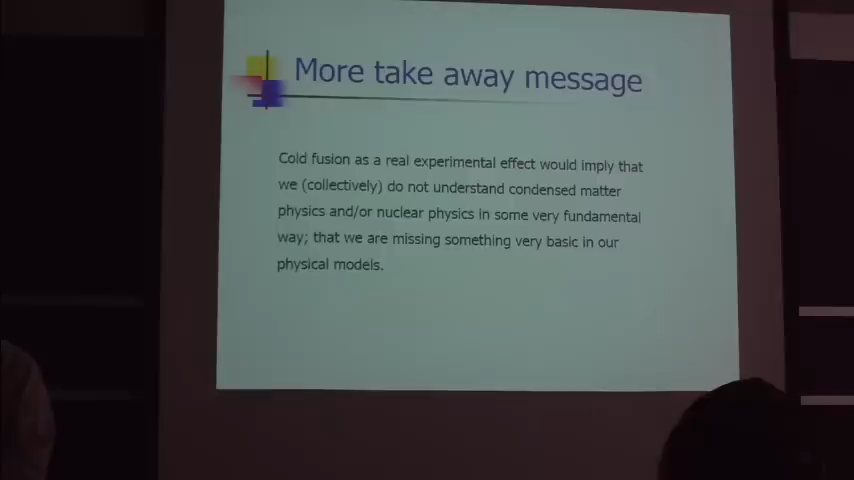 More take away message
Cold fusion as a real experimental effect would imply that
we (collectively) do not understand condensed matter
physics and/or nuclear physics in some very fundamental
way; that we are missing something very basic in our
physical models.